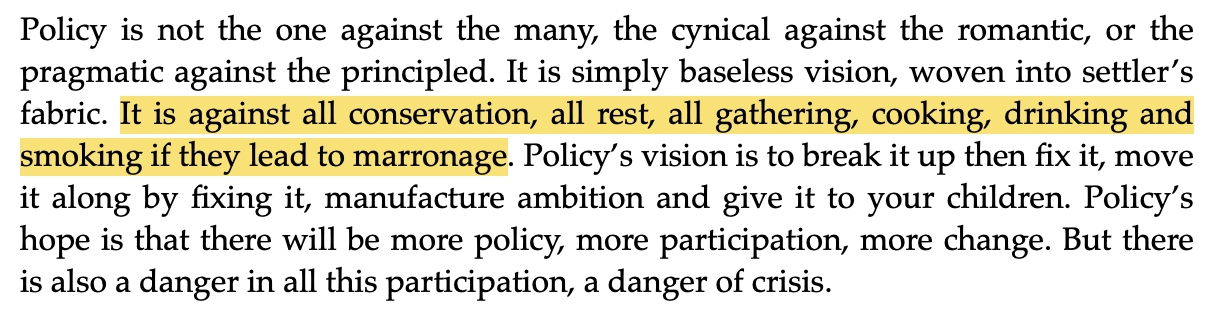 Policy is not the one against the many, the cynical against the romantic, or the
pragmatic against the principled. It is simply baseless vision, woven into settler’s
fabric. It is against all conservation, all rest, all gathering, cooking, drinking and
smoking if they lead to marronage. Policy’s vision is to break it up then fix it, move
it along by fixing it, manufacture ambition and give it to your children. Policy’s
hope is that there will be more policy, more participation, more change. But there
is also a danger in all this participation, a danger of crisis.